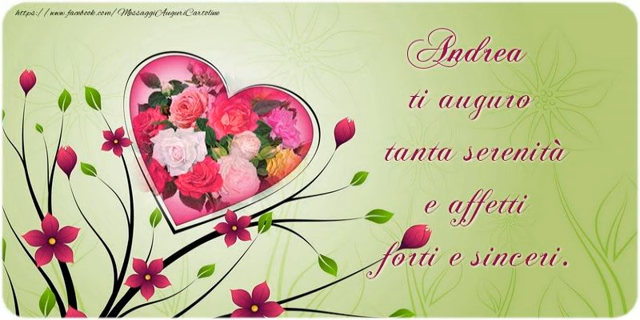 https://www.facebook.com/MessaggiAuguriCartoline
Andrea
ti auguro
tanta serenità
e affetti
forti e sinceri.